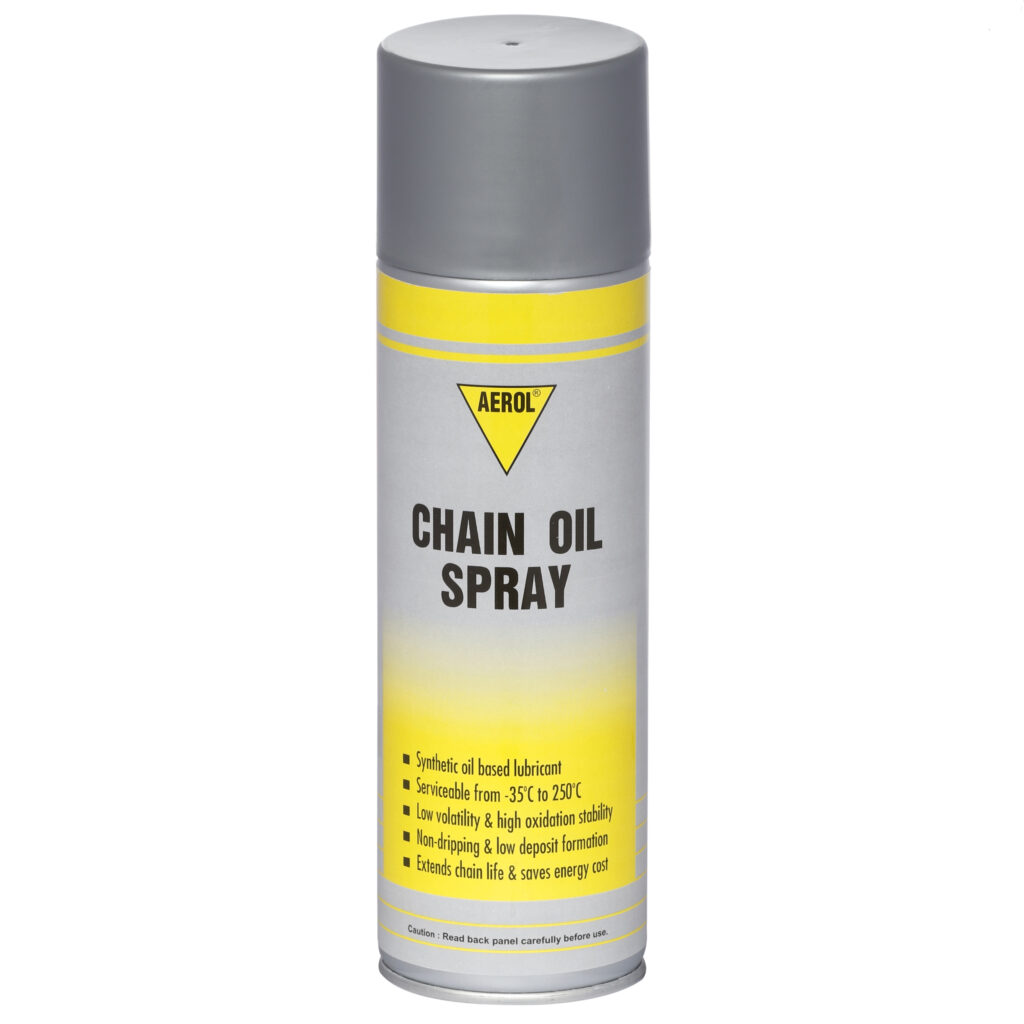 AEROL®
CHAIN OIL
SPRAY
■ Synthetic oil based lubricant
■ Serviceable from -35°C to 250°C
■ Low volatility & high oxidation stability
■ Non-dripping & low deposit formation
■ Extends chain life & saves energy cost
Caution : Read back panel carefully before use.